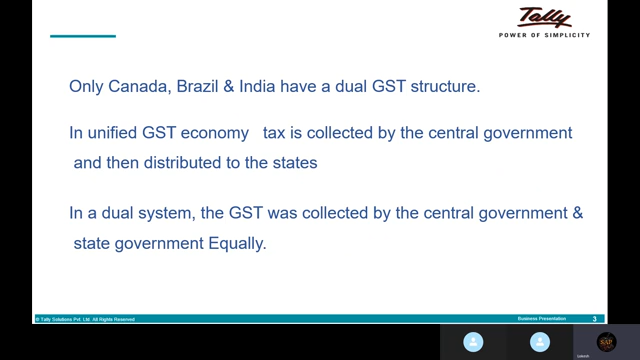 Tally
POWER OF SIMPLICITY
Only Canada, Brazil & India have a dual GST structure.
In unified GST economy tax is collected by the central government
and then distributed to the states
In a dual system, the GST was collected by the central government &
state government Equally.
© Tally Solutions Pvt. Ltd. All Rights Reserved
Business Presentation
3
SAP